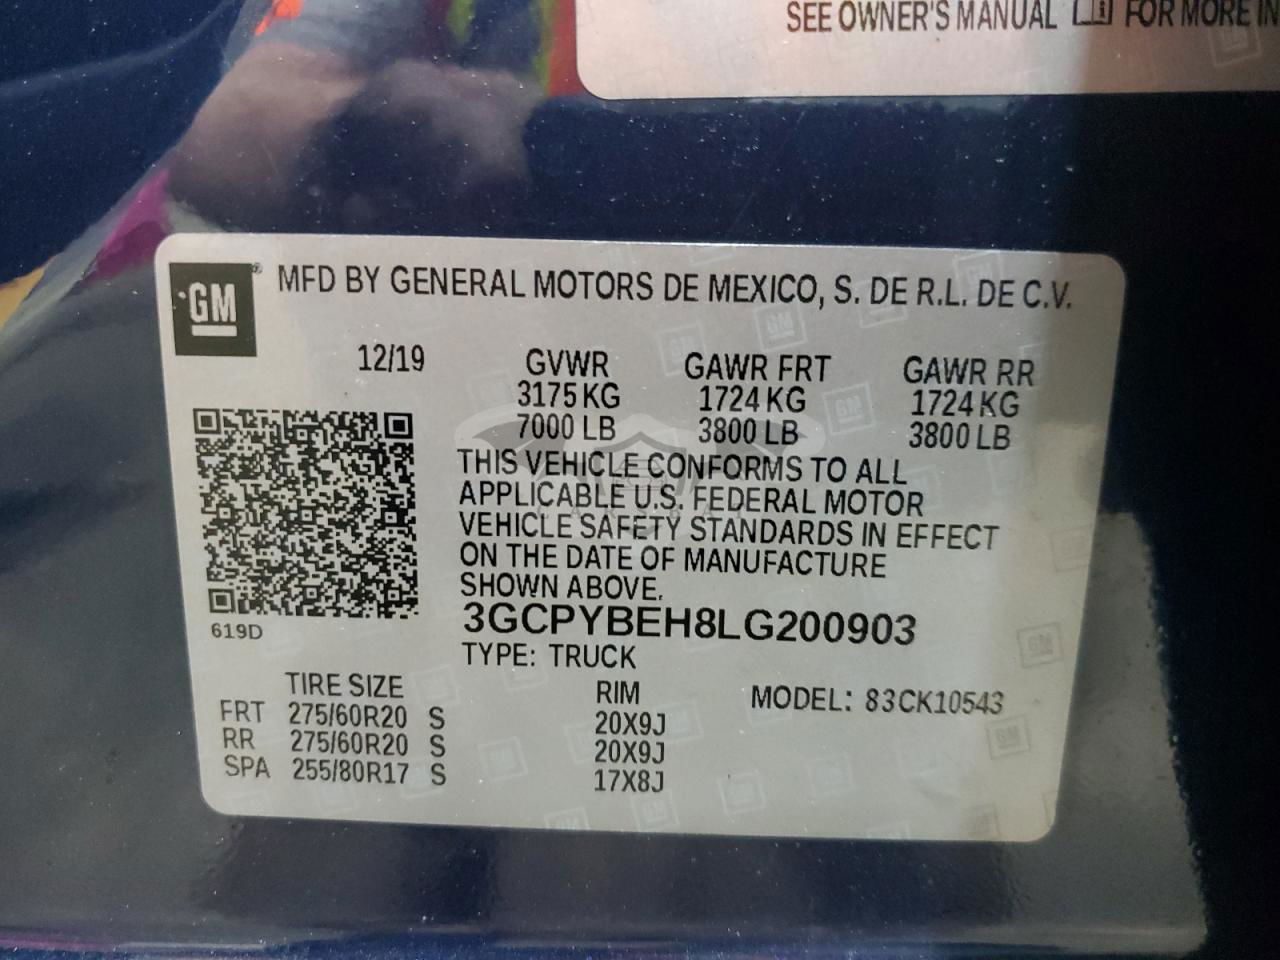 SEE OWNER'S MANUAL FOR MORE IN
GM
MFD BY GENERAL MOTORS DE MEXICO, S. DE R.L. DE C.V.
12/19 GVWR GAWR FRT GAWR RR
3175 KG 1724 KG 1724 KG
7000 LB 3800 LB 3800 LB
THIS VEHICLE CONFORMS TO ALL
APPLICABLE U.S. FEDERAL MOTOR
VEHICLE SAFETY STANDARDS IN EFFECT
ON THE DATE OF MANUFACTURE
SHOWN ABOVE.
3GCPYBEH8LG200903
619D
TYPE: TRUCK
TIRE SIZE RIM MODEL: 83CK10543
FRT 275/60R20 S 20X9J
RR 275/60R20 S 20X9J
SPA 255/80R17 S 17X8J